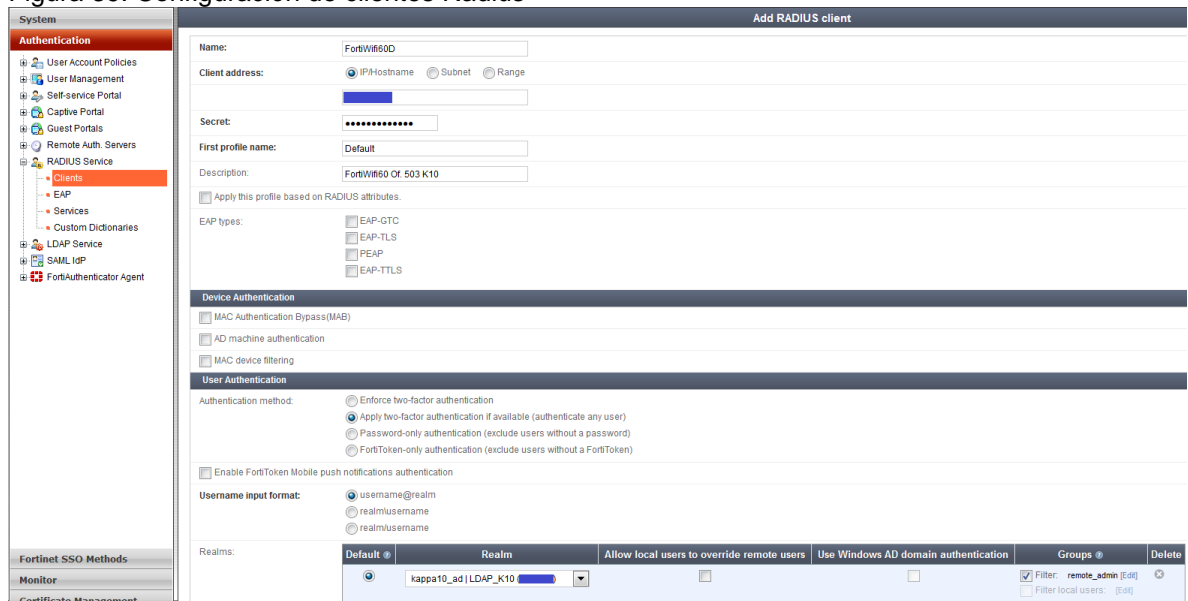 System
Authentication
User Account Policies
User Management
Self-service Portal
Captive Portal
Guest Portals
Remote Auth. Servers
RADIUS Service
Clients
EAP
Services
Custom Dictionaries
LDAP Service
SAML IdP
FortiAuthenticator Agent
Fortinet SSO Methods
Monitor
Add RADIUS client
Name: FortiWifi60D
Client address: IP/Hostname Subnet Range
Secret: •••••••••••••
First profile name: Default
Description: FortiWifi60 Of. 503 K10
Apply this profile based on RADIUS attributes.
EAP types: EAP-GTC
EAP-TLS
PEAP
EAP-TTLS
Device Authentication
MAC Authentication Bypass(MAB)
AD machine authentication
MAC device filtering
User Authentication
Authentication method: Enforce two-factor authentication
Apply two-factor authentication if available (authenticate any user)
Password-only authentication (exclude users without a password)
FortiToken-only authentication (exclude users without a FortiToken)
Enable FortiToken Mobile push notifications authentication
Username input format: username@realm
realm\username
realm/username
Realms:
Default Realm Allow local users to override remote users Use Windows AD domain authentication Groups Delete
kappa10_ad | LDAP_K10 ( ) Filter: remote_admin [Edit]
Filter local users: [Edit]